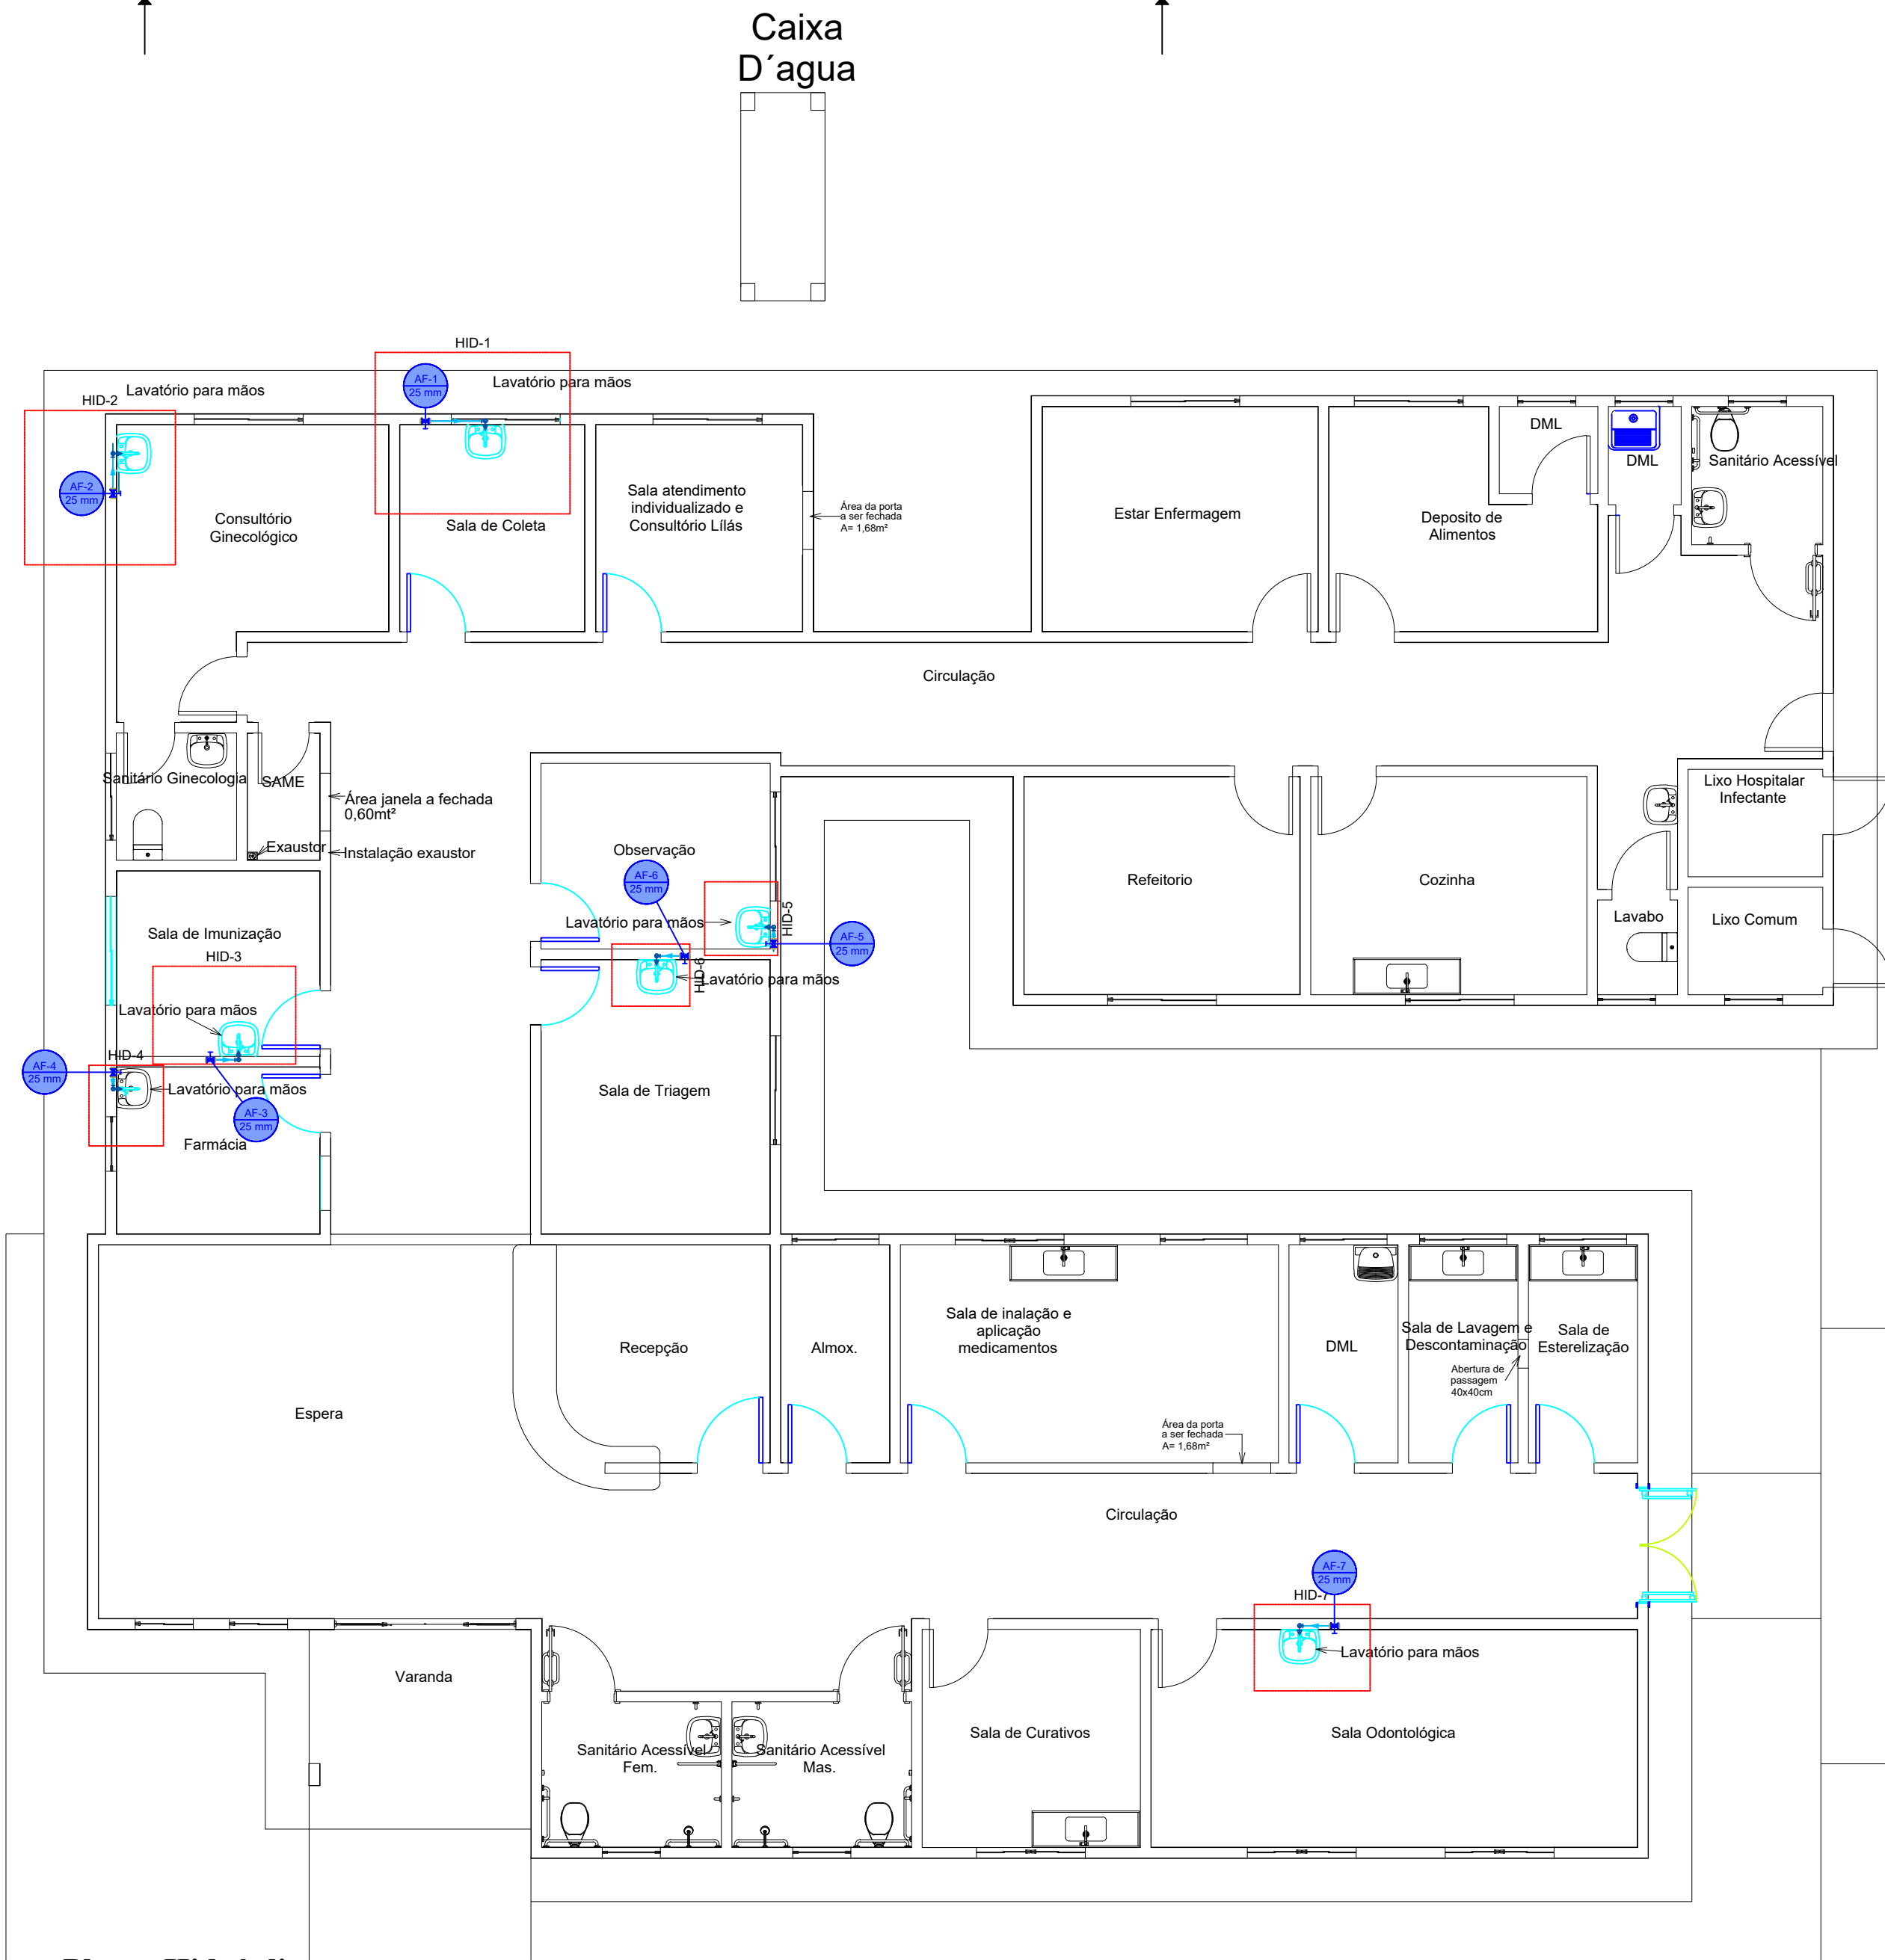 Caixa
D´agua
HID-1
AF-1
25 mm
Lavatório para mãos
Lavatório para mãos
HID-2
AF-2
25 mm
Consultório
Ginecológico
Sala de Coleta
Sala atendimento
individualizado e
Consultório Lílás
Área da porta
a ser fechada
A= 1,68m²
Estar Enfermagem
Deposito de
Alimentos
DML
DML
Sanitário Acessível
Circulação
Sanitário Ginecologia
SAME
Área janela a fechada
0,60mt²
Exaustor
Instalação exaustor
Observação
AF-6
25 mm
Lavatório para mãos
HID-5
AF-5
25 mm
HID-6
Lavatório para mãos
Refeitorio
Cozinha
Lavabo
Lixo Hospitalar
Infectante
Lixo Comum
Sala de Imunização
HID-3
Lavatório para mãos
HID-4
AF-4
25 mm
Lavatório para mãos
AF-3
25 mm
Farmácia
Sala de Triagem
Espera
Recepção
Almox.
Sala de inalação e
aplicação
medicamentos
DML
Sala de Lavagem e
Descontaminação
Abertura de
passagem
40x40cm
Sala de
Esterelização
Área da porta
a ser fechada
A= 1,68m²
Circulação
AF-7
25 mm
HID-7
Lavatório para mãos
Varanda
Sanitário Acessível
Fem.
Sanitário Acessível
Mas.
Sala de Curativos
Sala Odontológica